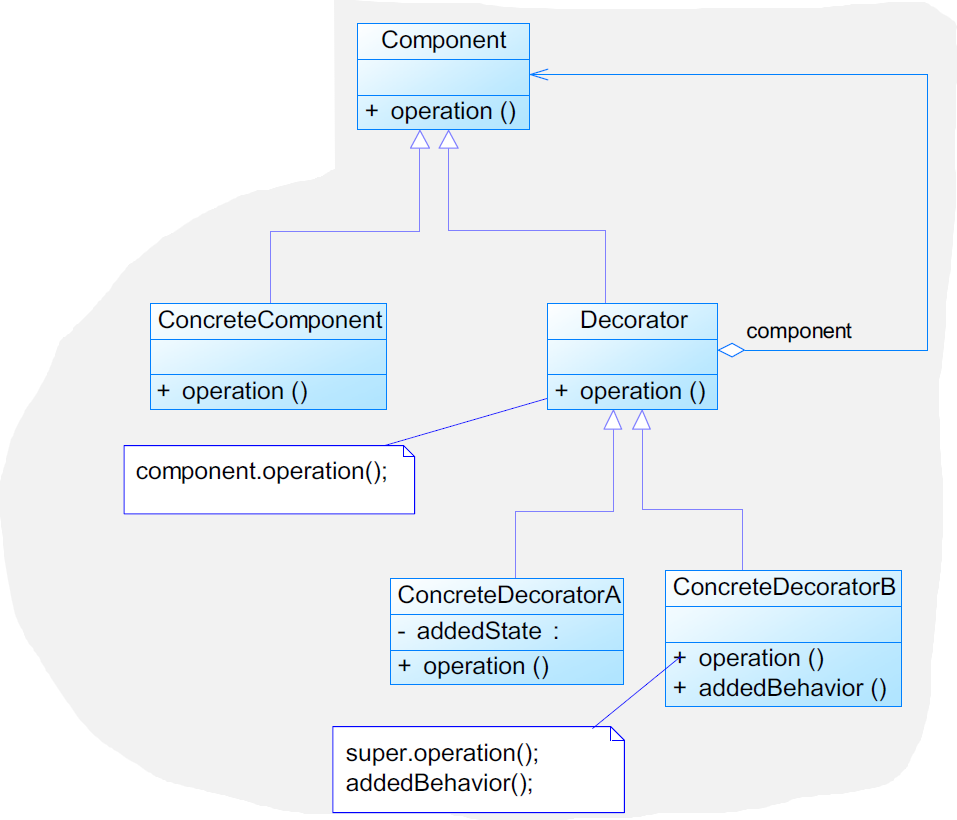 Component
+ operation ()
ConcreteComponent
+ operation ()
Decorator
+ operation ()
component
component.operation();
ConcreteDecoratorA
- addedState :
+ operation ()
ConcreteDecoratorB
+ operation ()
+ addedBehavior ()
super.operation();
addedBehavior();